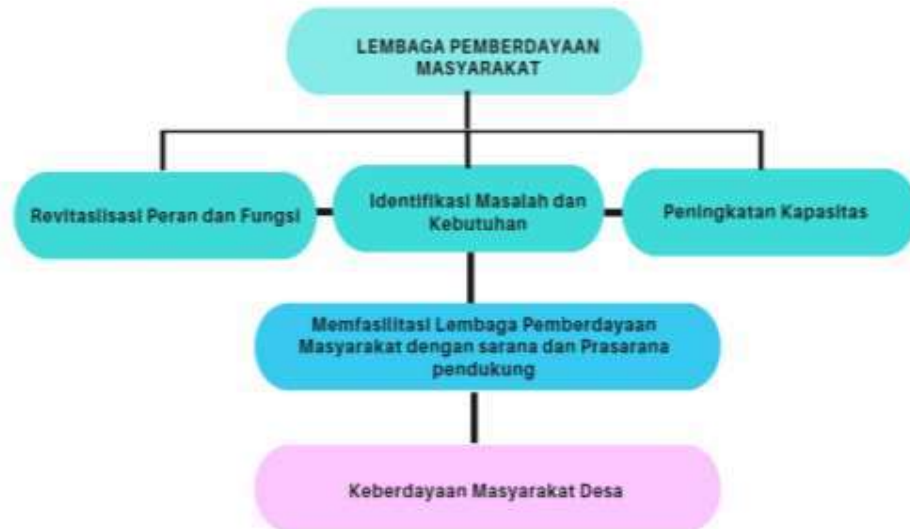 LEMBAGA PEMBERDAYAAN
MASYARAKAT
Revitaslisasi Peran dan Fungsi
Identifikasi Masalah dan
Kebutuhan
Peningkatan Kapasitas
Memfasilitasi Lembaga Pemberdayaan
Masyarakat dengan sarana dan Prasarana
pendukung
Keberdayaan Masyarakat Desa